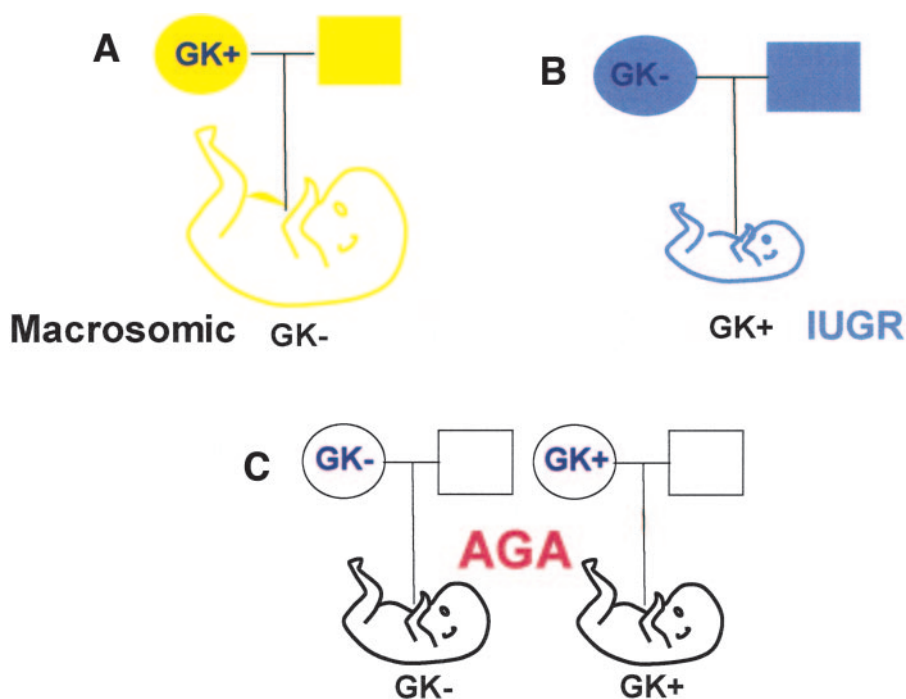 A
GK+
Macrosomic GK-
B
GK-
GK+ IUGR
C
GK- GK+
AGA
GK- GK+